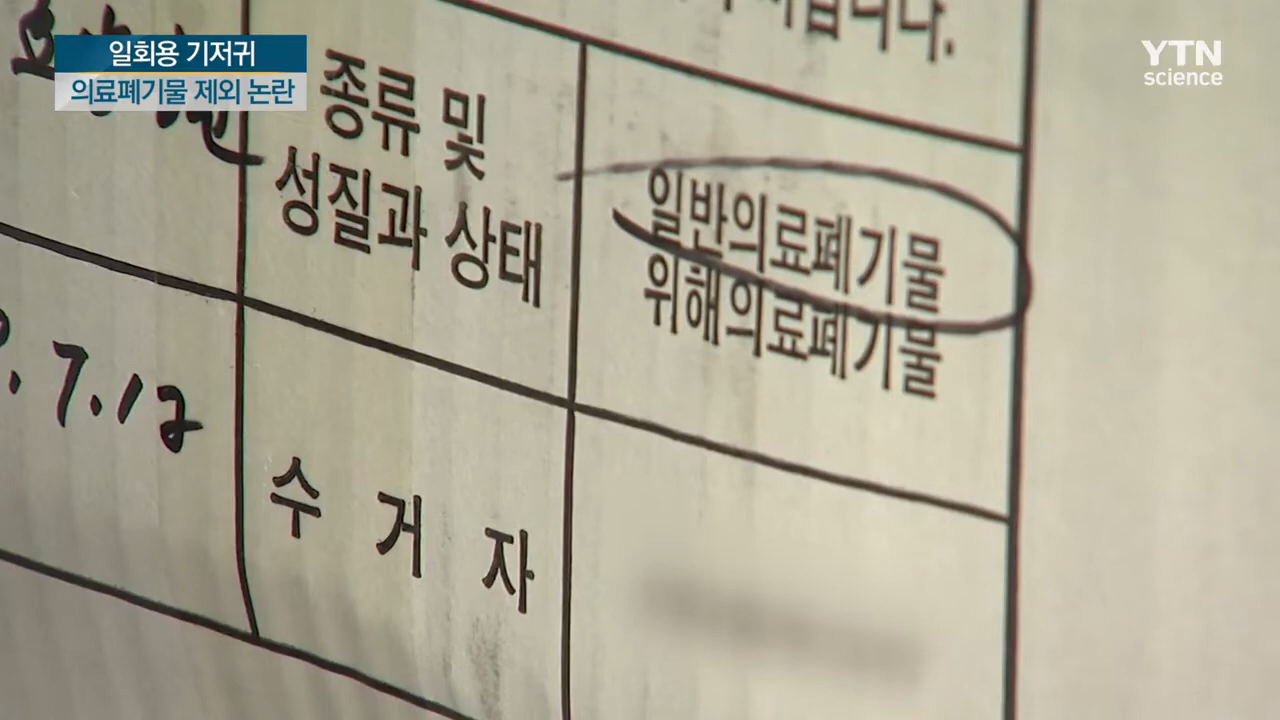 일회용 기저귀
의료폐기물 제외 논란
YTN
science
종류 및
성질과 상태
일반의료폐기물
위해의료폐기물
7.12
수 거 자